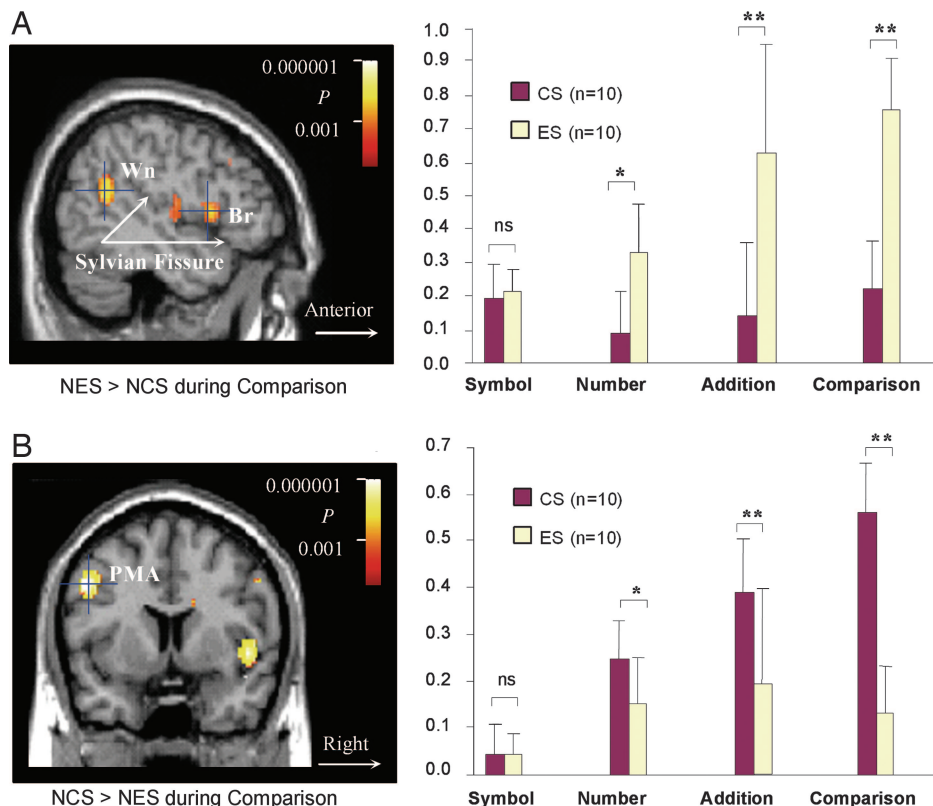 A
0.000001
P
0.001
Wn
Br
Sylvian Fissure
Anterior
NES > NCS during Comparison
1.0
0.9
0.8
0.7
0.6
0.5
0.4
0.3
0.2
0.1
0.0
CS (n=10)
ES (n=10)
ns
*
**
**
Symbol Number Addition Comparison
B
0.000001
P
0.001
PMA
Right
NCS > NES during Comparison
0.7
0.6
0.5
0.4
0.3
0.2
0.1
0.0
CS (n=10)
ES (n=10)
ns
*
**
**
Symbol Number Addition Comparison